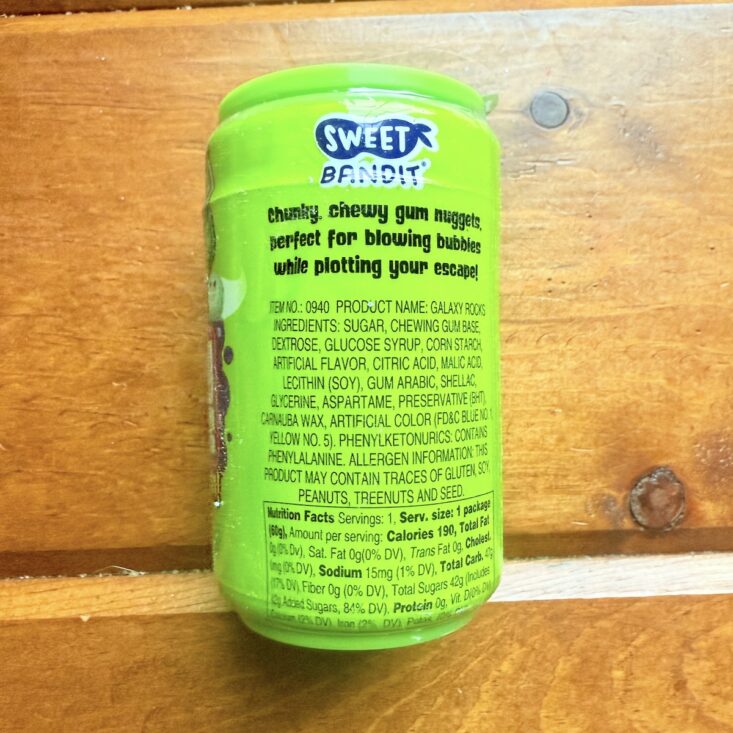 SWEET
BANDIT®
Chunky, chewy gum nuggets,
perfect for blowing bubbles
while plotting your escape!
ITEM NO.: 0940 PRODUCT NAME: GALAXY ROCKS
INGREDIENTS: SUGAR, CHEWING GUM BASE,
DEXTROSE, GLUCOSE SYRUP, CORN STARCH,
ARTIFICIAL FLAVOR, CITRIC ACID, MALIC ACID,
LECITHIN (SOY), GUM ARABIC, SHELLAC,
GLYCERINE, ASPARTAME, PRESERVATIVE (BHT),
CARNAUBA WAX, ARTIFICIAL COLOR (FD&C BLUE NO. 1,
YELLOW NO. 5). PHENYLKETONURICS: CONTAINS
PHENYLALANINE. ALLERGEN INFORMATION: THIS
PRODUCT MAY CONTAIN TRACES OF GLUTEN, SOY,
PEANUTS, TREENUTS AND SEED.
Nutrition Facts Servings: 1, Serv. size: 1 package
(60g), Amount per serving: Calories 190, Total Fat
0g (0% DV), Sat. Fat 0g(0% DV), Trans Fat 0g, Cholest.
0mg (0% DV), Sodium 15mg (1% DV), Total Carb. 47g
(17% DV), Fiber 0g (0% DV), Total Sugars 42g (Includes
42g Added Sugars, 84% DV), Protein 0g, Vit. D(0% DV)
(2% DV) (2% DV)